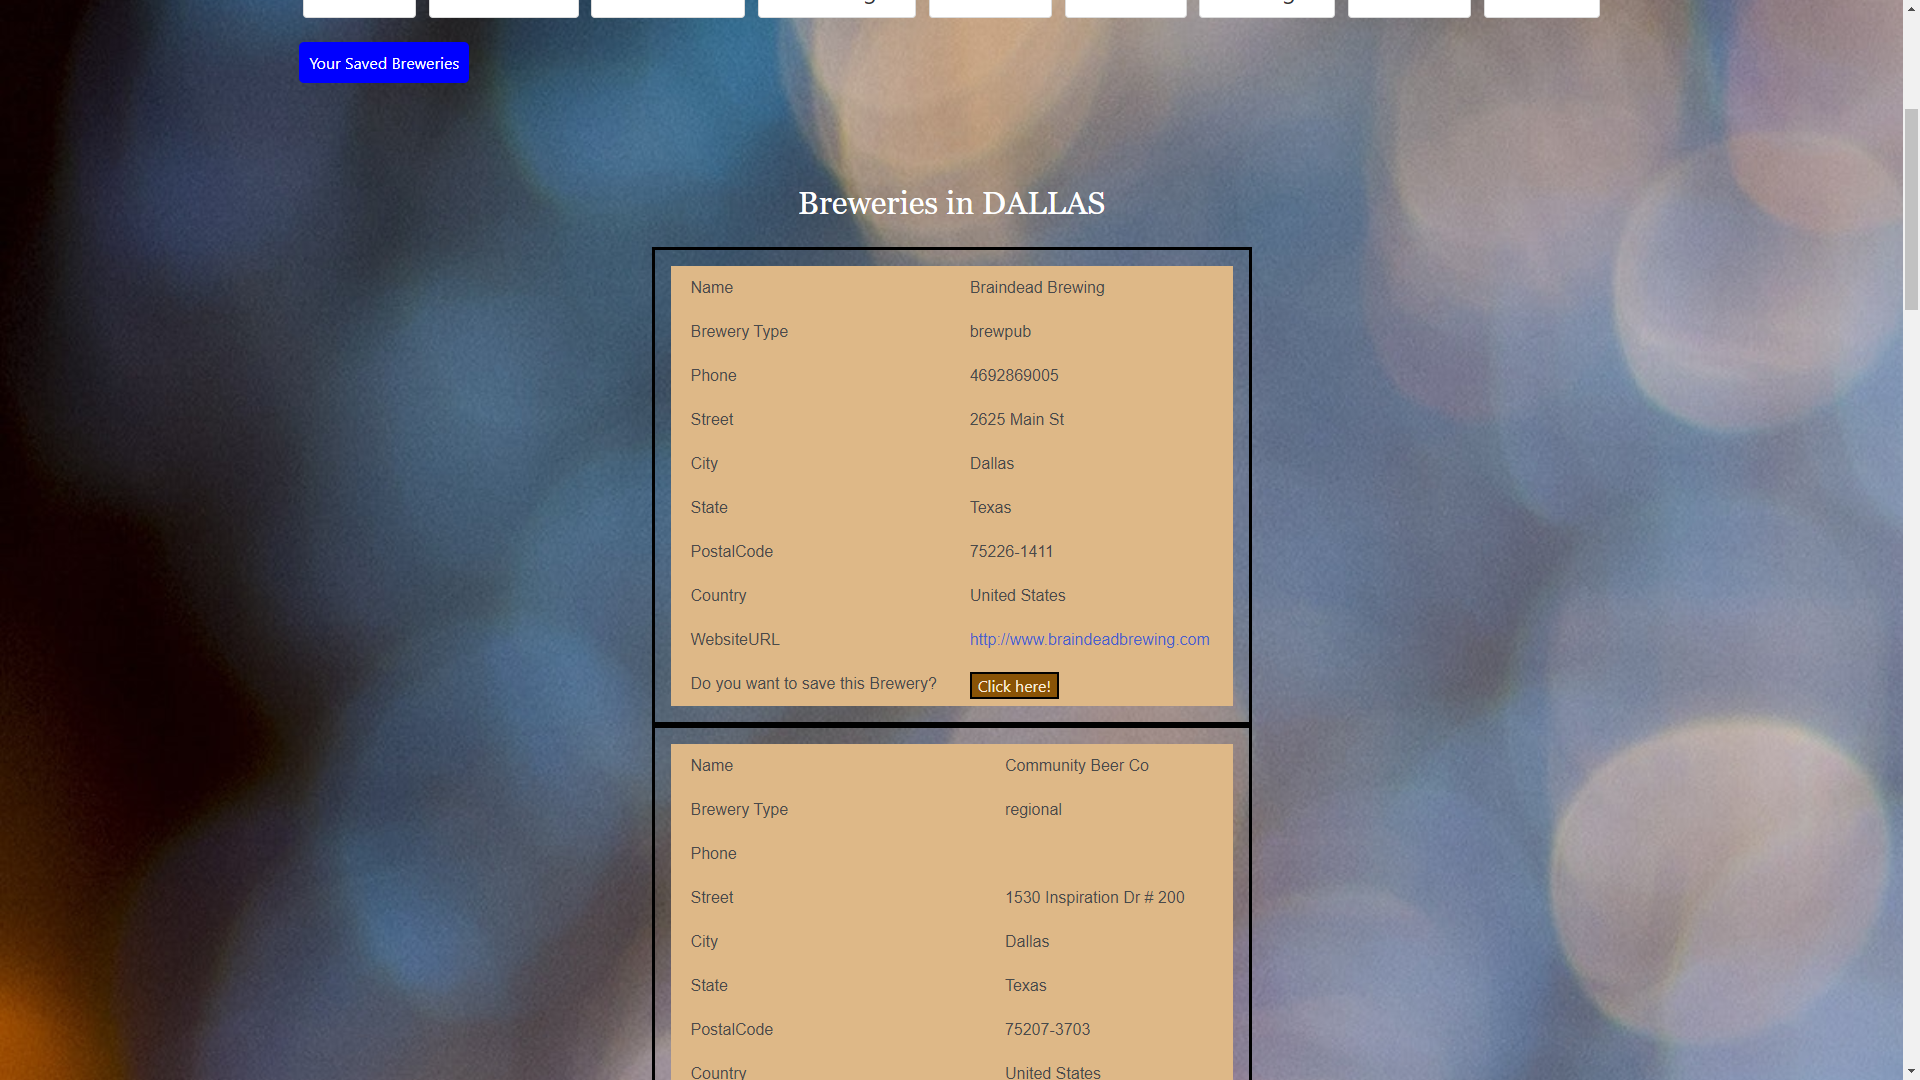 Your Saved Breweries
Breweries in DALLAS
Name Braindead Brewing
Brewery Type brewpub
Phone 4692869005
Street 2625 Main St
City Dallas
State Texas
PostalCode 75226-1411
Country United States
WebsiteURL http://www.braindeadbrewing.com
Do you want to save this Brewery? Click here!
Name Community Beer Co
Brewery Type regional
Phone
Street 1530 Inspiration Dr # 200
City Dallas
State Texas
PostalCode 75207-3703
Country United States